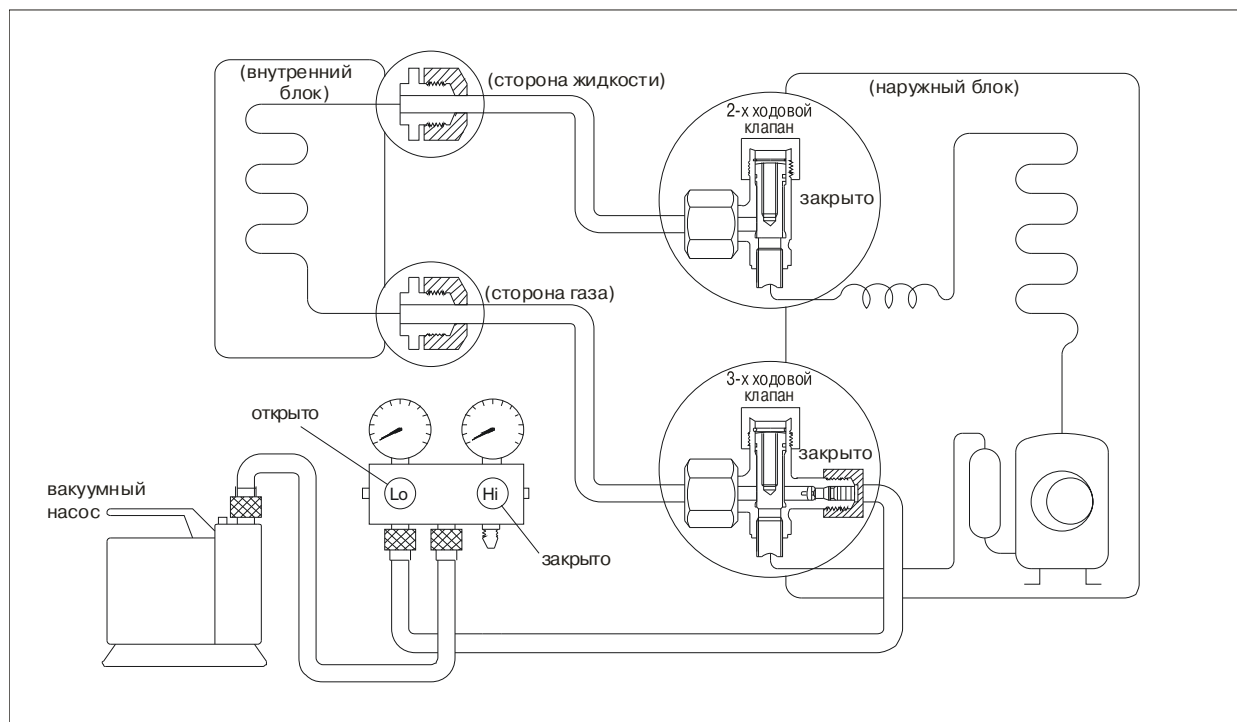 (внутренний
блок)
(сторона жидкости)
2-х ходовой
клапан
закрыто
(наружный блок)
(сторона газа)
3-х ходовой
клапан
закрыто
открыто
Lo
Hi
закрыто
вакуумный
насос